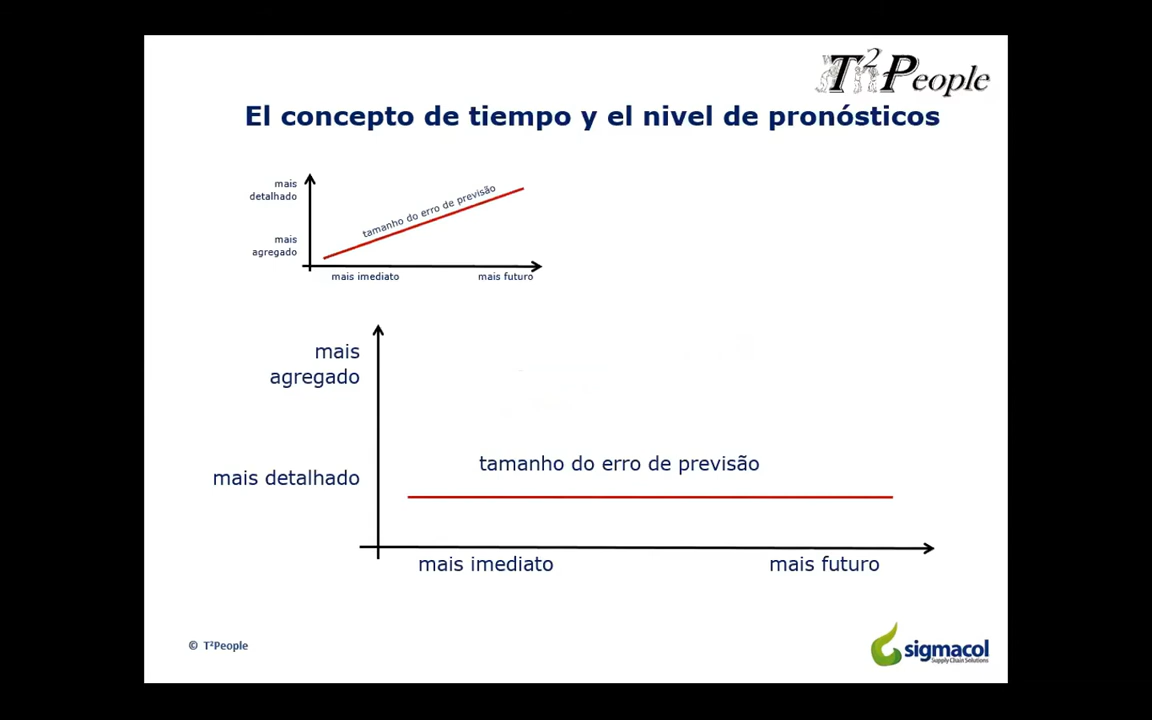 T²People
El concepto de tiempo y el nivel de pronósticos
mais
detalhado
tamanho do erro de previsão
mais
agregado
mais imediato
mais futuro
mais
agregado
tamanho do erro de previsão
mais detalhado
mais imediato
mais futuro
© T²People
sigmacol
Supply Chain Solutions